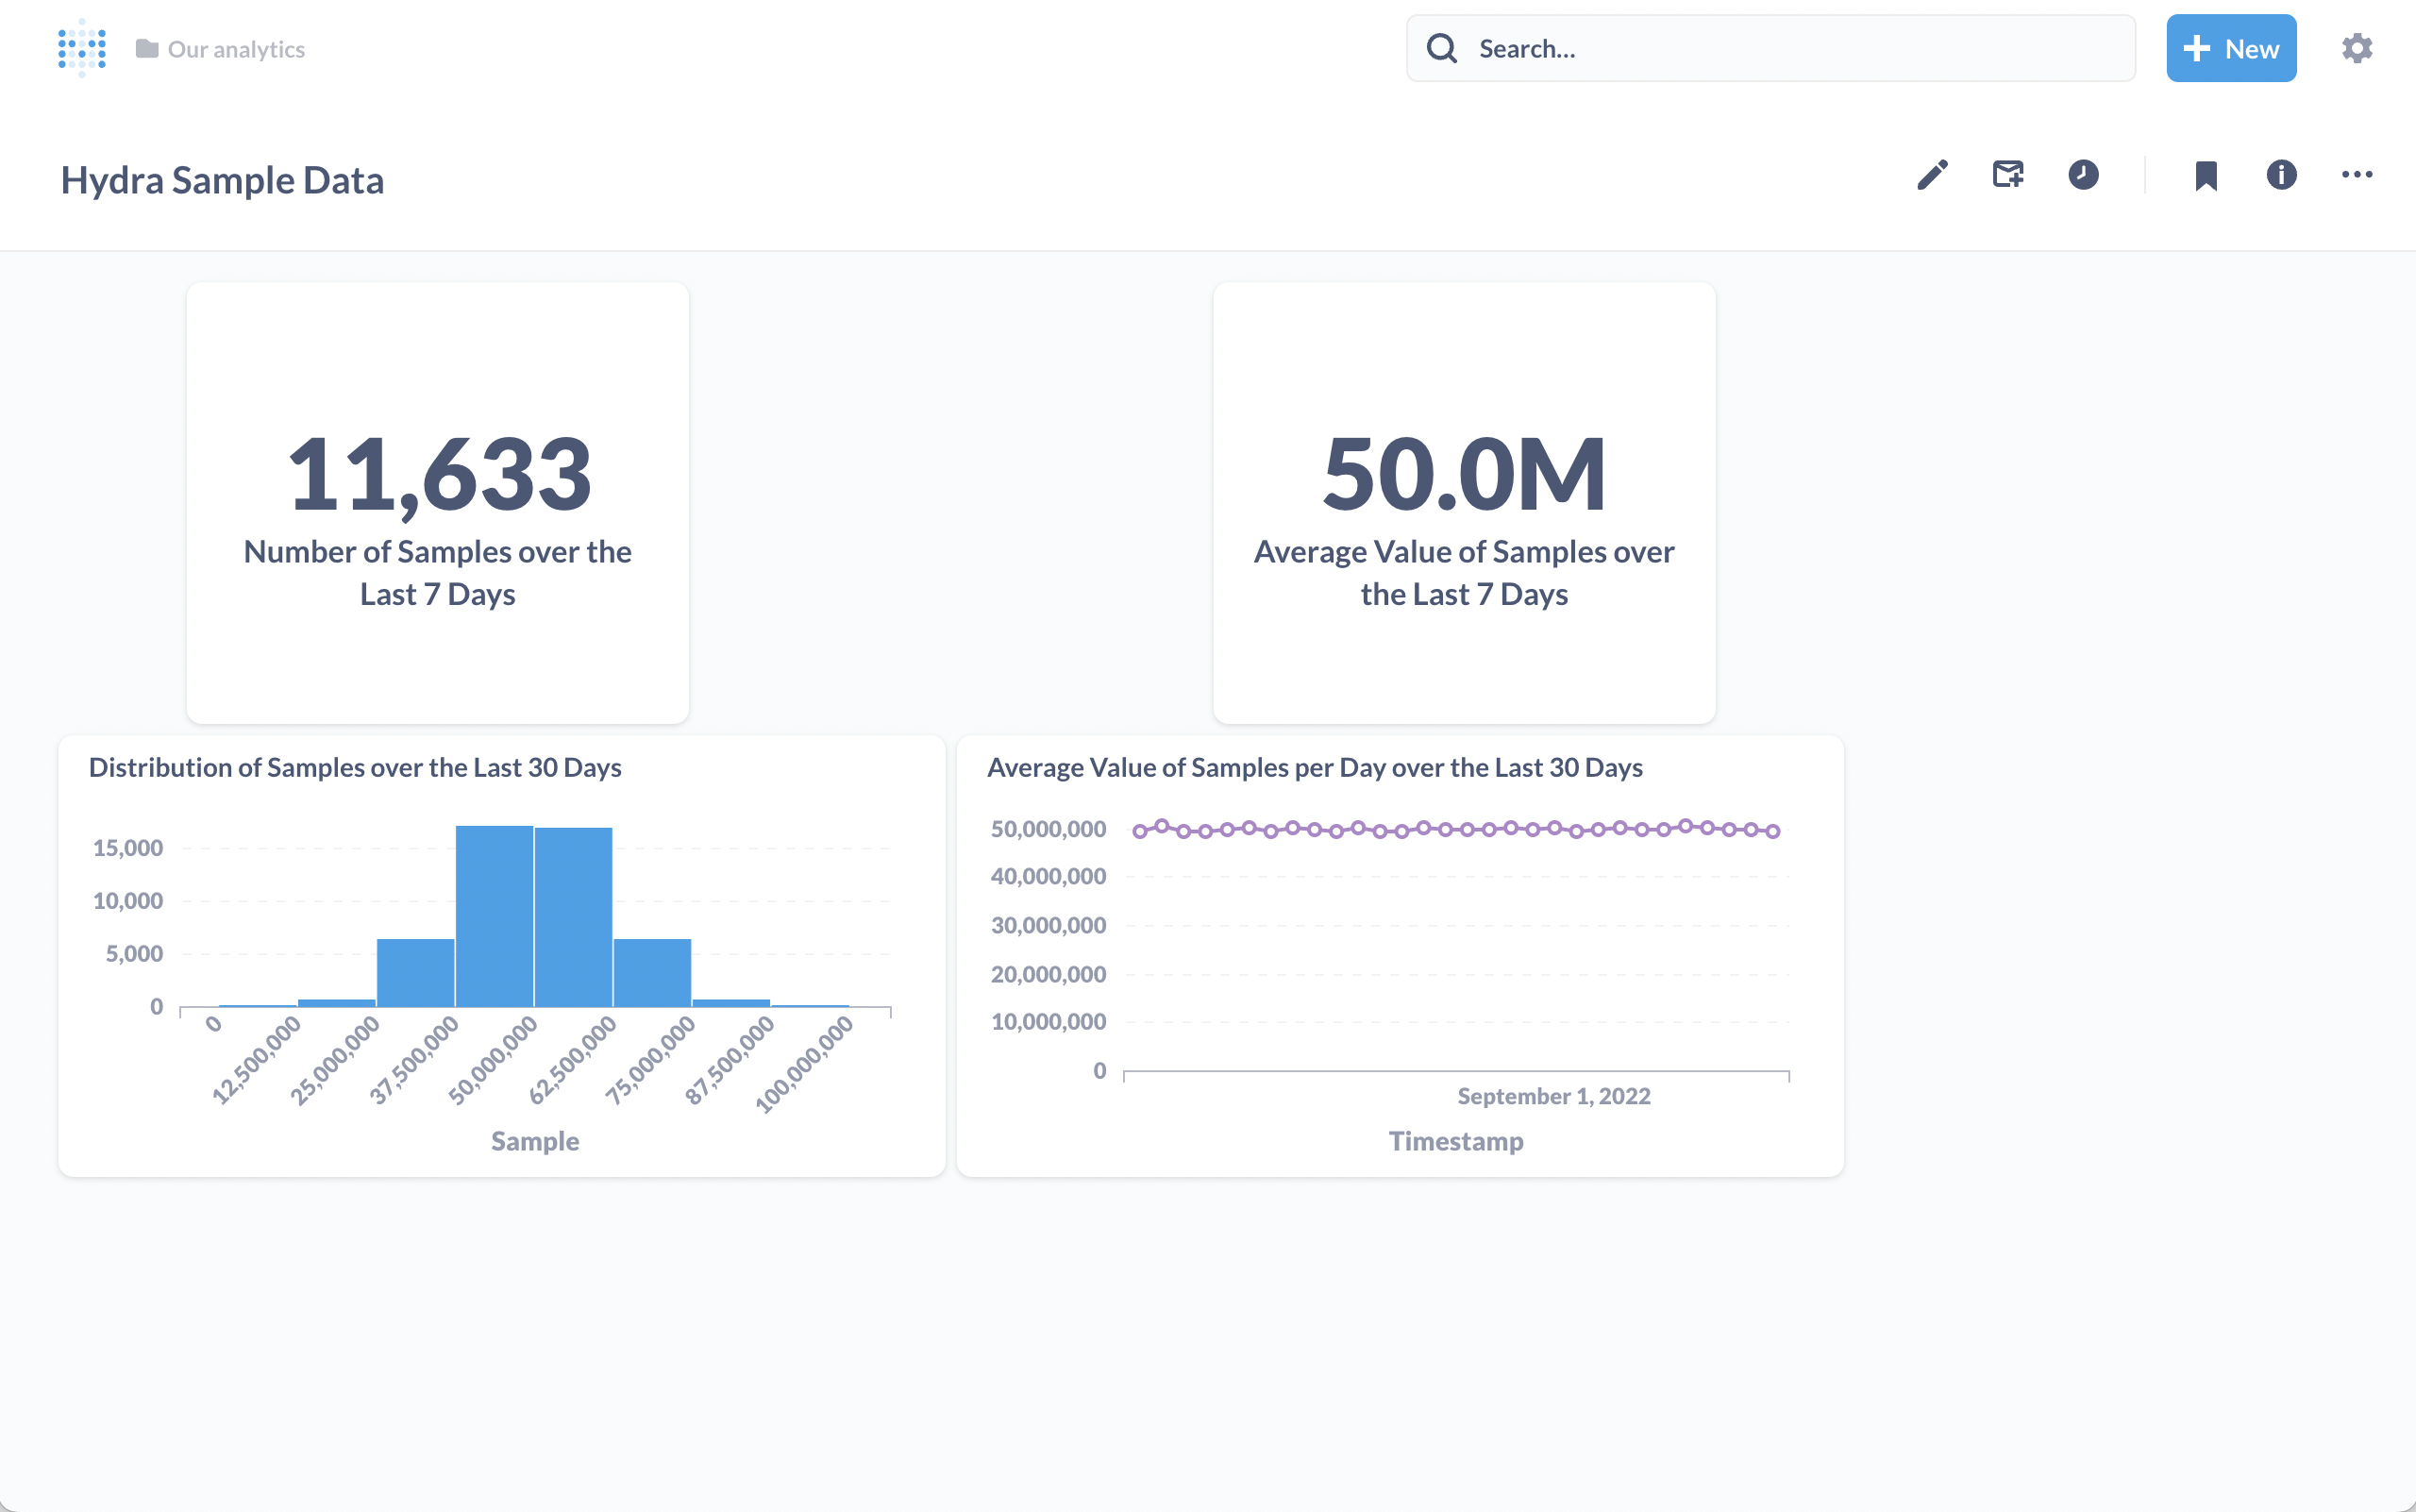 Our analytics
Search...
New
Hydra Sample Data
11,633
Number of Samples over the
Last 7 Days
50.0M
Average Value of Samples over
the Last 7 Days
Distribution of Samples over the Last 30 Days
15,000
10,000
5,000
0
0
12,500,000
25,000,000
37,500,000
50,000,000
62,500,000
75,000,000
87,500,000
100,000,000
Sample
Average Value of Samples per Day over the Last 30 Days
50,000,000
40,000,000
30,000,000
20,000,000
10,000,000
0
September 1, 2022
Timestamp